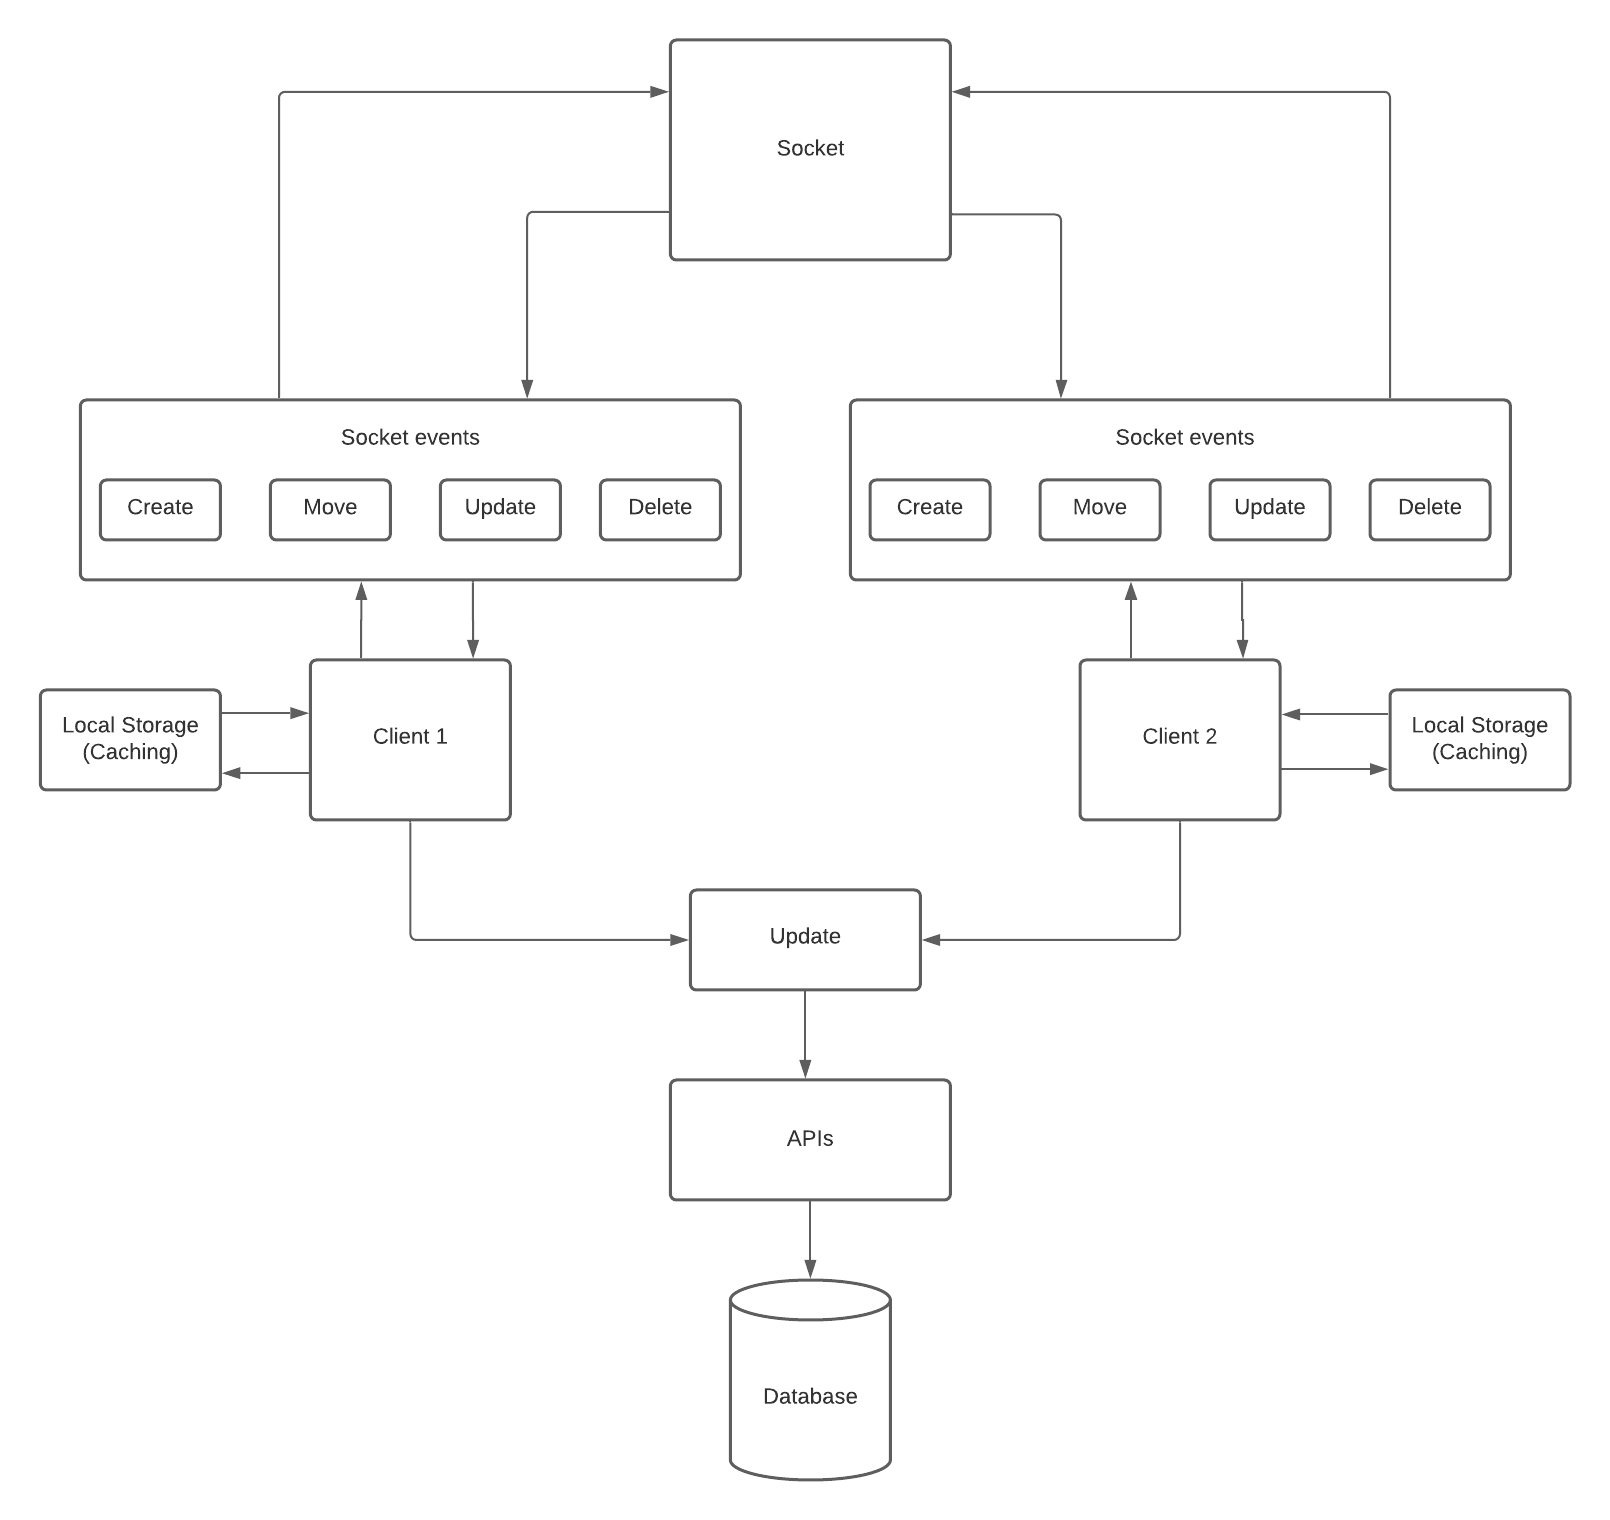 Socket
Socket events
Create
Move
Update
Delete
Socket events
Create
Move
Update
Delete
Local Storage
(Caching)
Client 1
Client 2
Local Storage
(Caching)
Update
APIs
Database